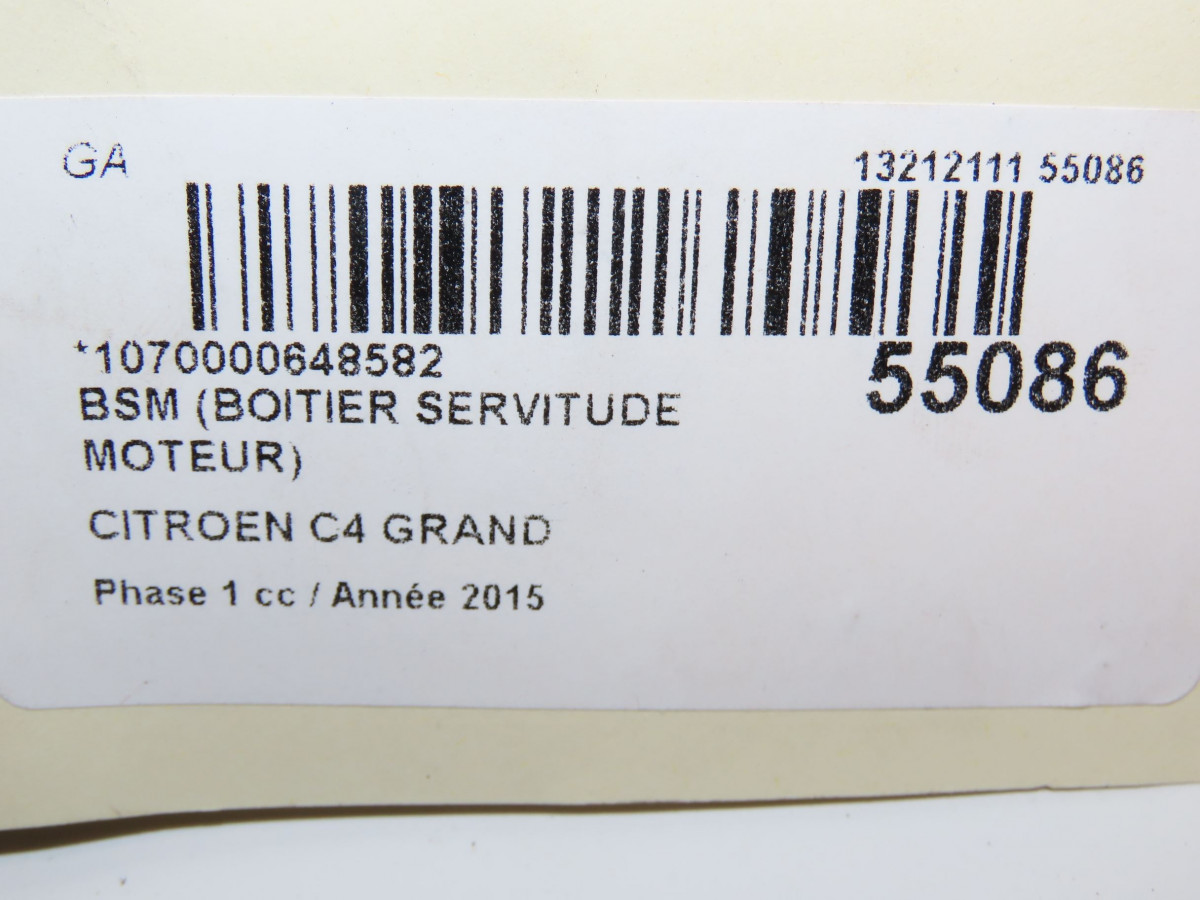 GA
13212111 55086
*1070000648582
55086
BSM (BOITIER SERVITUDE
MOTEUR)
CITROEN C4 GRAND
Phase 1 cc / Année 2015